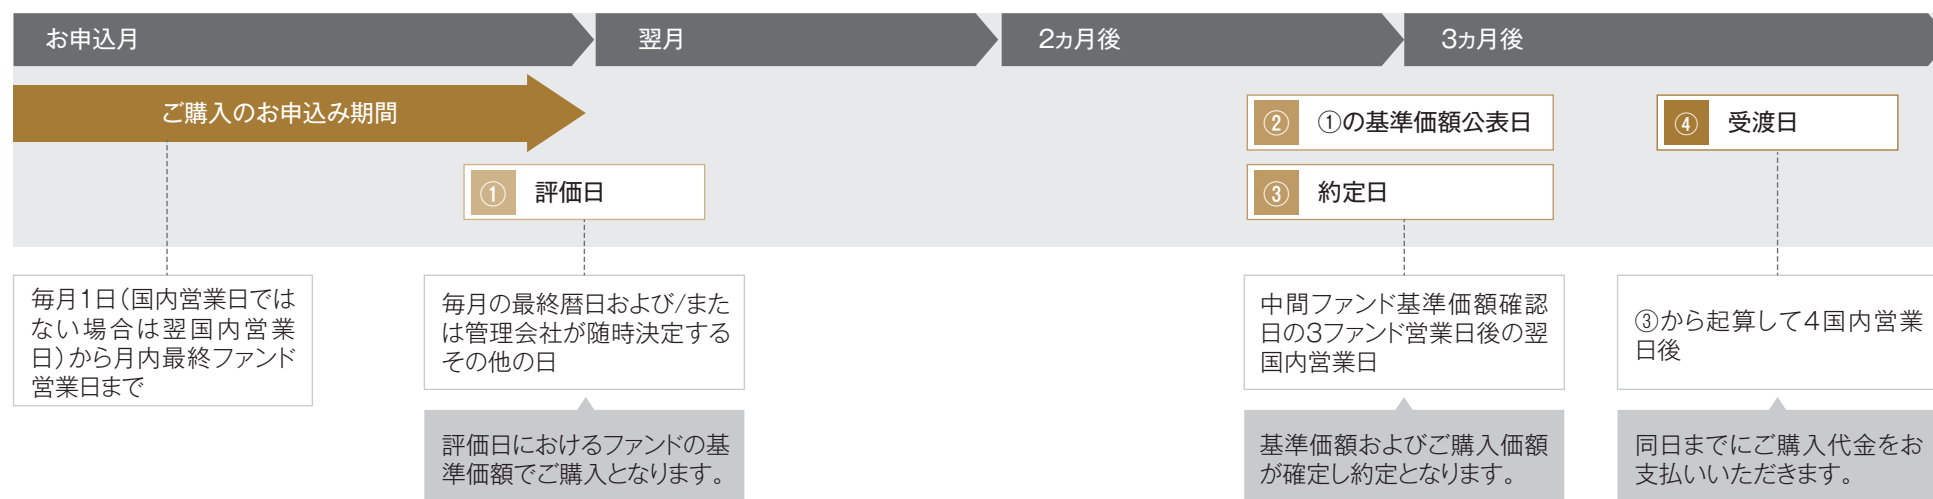 お申込月
翌月
2ヵ月後
3ヵ月後
ご購入のお申込み期間
② ①の基準価額公表日
④ 受渡日
① 評価日
③ 約定日
毎月1日(国内営業日では
ない場合は翌国内営業
日)から月内最終ファンド
営業日まで
毎月の最終暦日および/また
は管理会社が随時決定する
その他の日
中間ファンド基準価額確認
日の3ファンド営業日後の翌
国内営業日
③から起算して4国内営業
日後
評価日におけるファンドの基
準価額でご購入となります。
基準価額およびご購入価額
が確定し約定となります。
同日までにご購入代金をお
支払いいただきます。